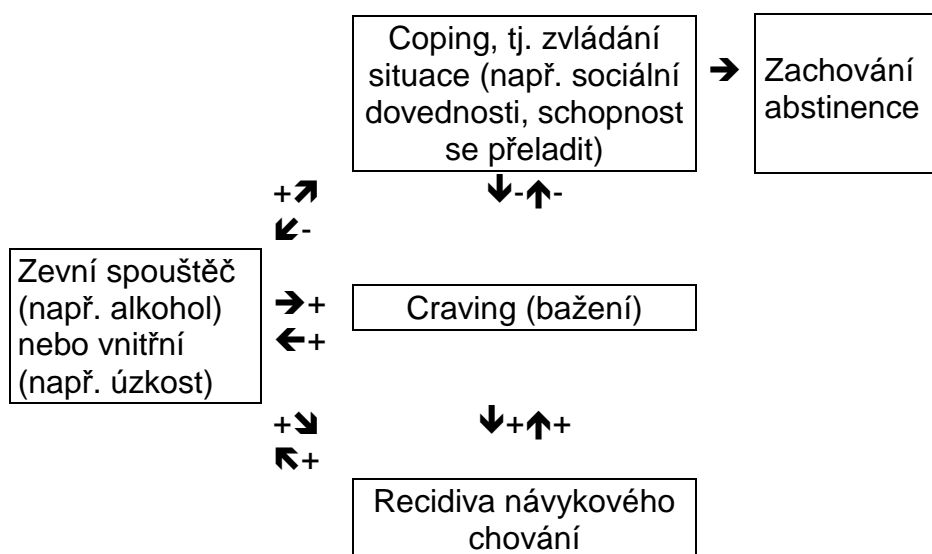 Coping, tj. zvládání
situace (např. sociální
dovednosti, schopnost
se přeladit)
➔ Zachování
abstinence
+🡭
🡧-
🡫-🡩-
Zevní spouštěč
(např. alkohol)
nebo vnitřní
(např. úzkost)
➔+
🡨+
Craving (bažení)
+🡮
🡬+
🡫+🡩+
Recidiva návykového
chování